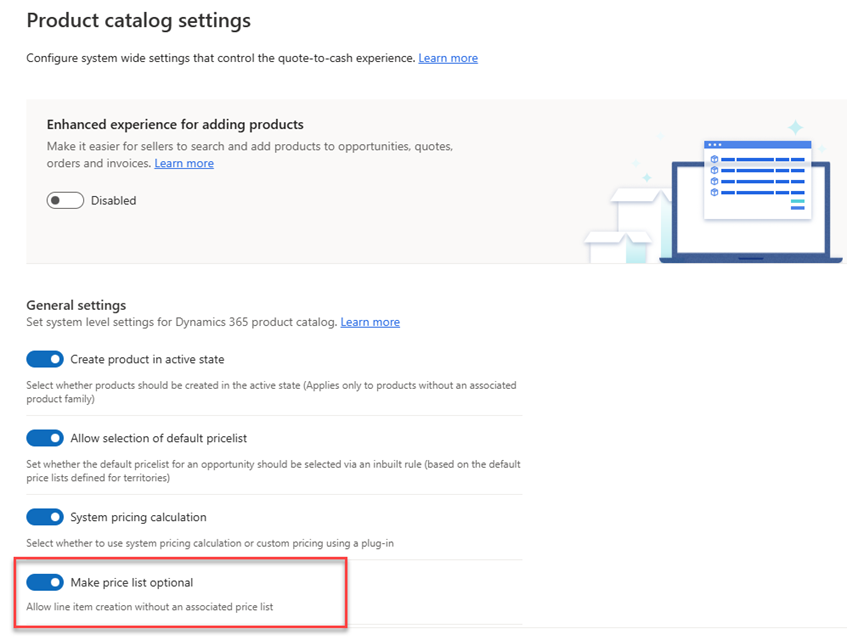 Product catalog settings
Configure system wide settings that control the quote-to-cash experience. Learn more
Enhanced experience for adding products
Make it easier for sellers to search and add products to opportunities, quotes,
orders and invoices. Learn more
Disabled
General settings
Set system level settings for Dynamics 365 product catalog. Learn more
Create product in active state
Select whether products should be created in the active state (Applies only to products without an associated
product family)
Allow selection of default pricelist
Set whether the default pricelist for an opportunity should be selected via an inbuilt rule (based on the default
price lists defined for territories)
System pricing calculation
Select whether to use system pricing calculation or custom pricing using a plug-in
Make price list optional
Allow line item creation without an associated price list